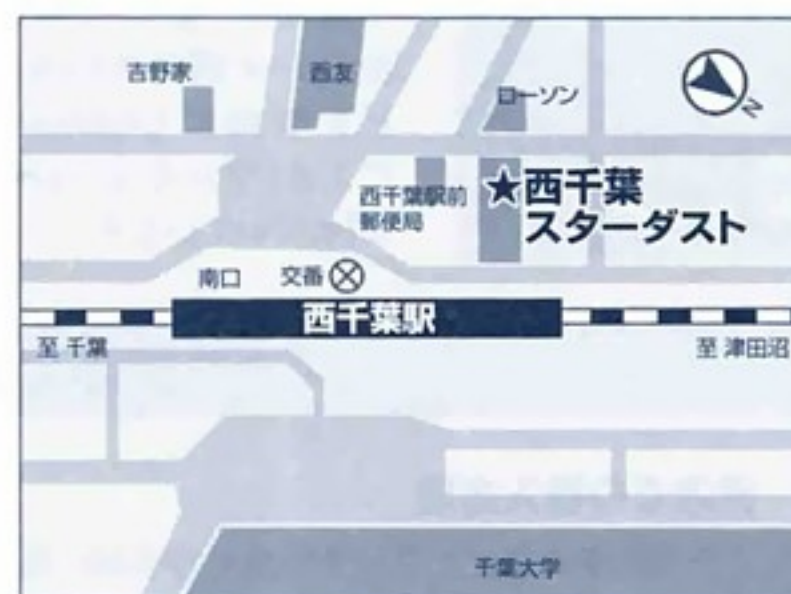 吉野家
西友
ローソン
N
西千葉駅前
郵便局
★西千葉
スターダスト
南口
交番
西千葉駅
至 千葉
至 津田沼
千葉大学